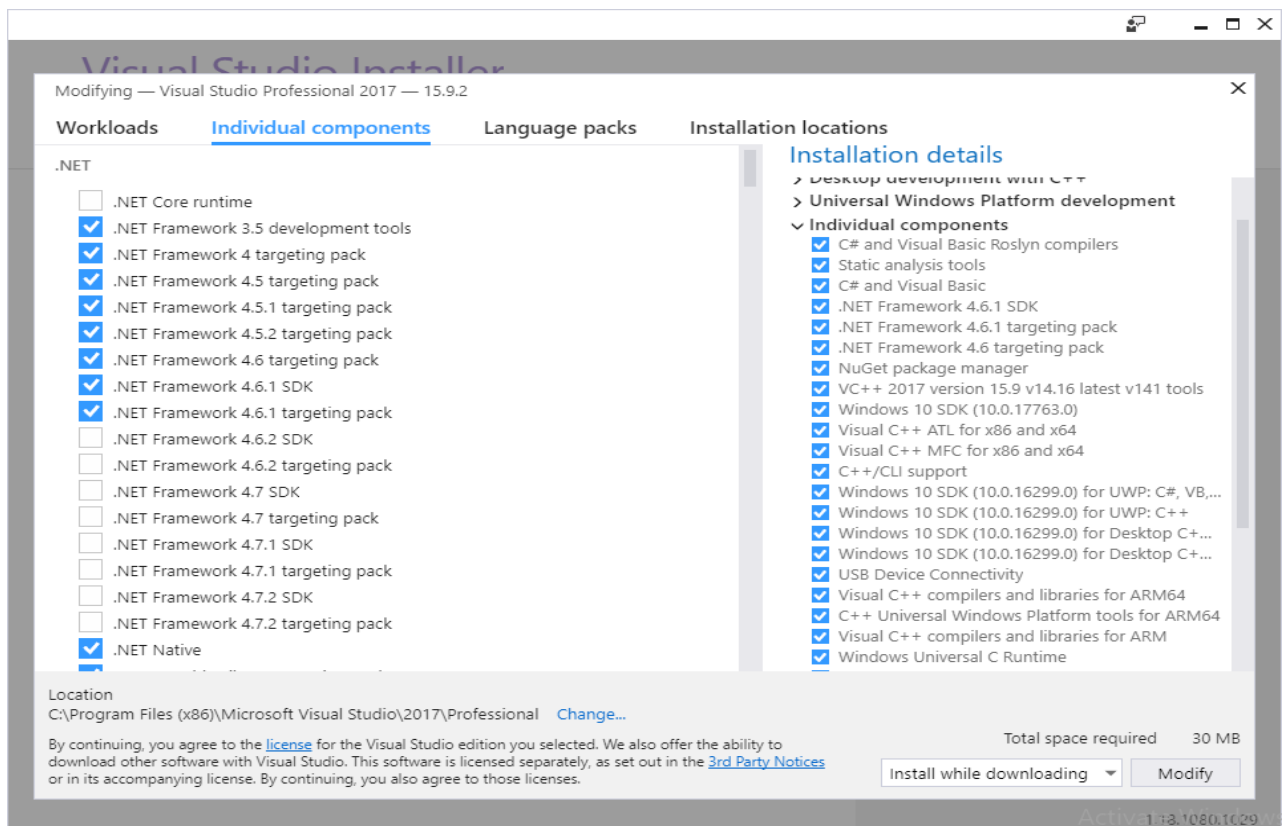 Visual Studio Installer
Modifying — Visual Studio Professional 2017 — 15.9.2
Workloads
Individual components
Language packs
Installation locations
.NET
.NET Core runtime
.NET Framework 3.5 development tools
.NET Framework 4 targeting pack
.NET Framework 4.5 targeting pack
.NET Framework 4.5.1 targeting pack
.NET Framework 4.5.2 targeting pack
.NET Framework 4.6 targeting pack
.NET Framework 4.6.1 SDK
.NET Framework 4.6.1 targeting pack
.NET Framework 4.6.2 SDK
.NET Framework 4.6.2 targeting pack
.NET Framework 4.7 SDK
.NET Framework 4.7 targeting pack
.NET Framework 4.7.1 SDK
.NET Framework 4.7.1 targeting pack
.NET Framework 4.7.2 SDK
.NET Framework 4.7.2 targeting pack
.NET Native
Installation details
Desktop development with C++
Universal Windows Platform development
Individual components
C# and Visual Basic Roslyn compilers
Static analysis tools
C# and Visual Basic
.NET Framework 4.6.1 SDK
.NET Framework 4.6.1 targeting pack
.NET Framework 4.6 targeting pack
NuGet package manager
VC++ 2017 version 15.9 v14.16 latest v141 tools
Windows 10 SDK (10.0.17763.0)
Visual C++ ATL for x86 and x64
Visual C++ MFC for x86 and x64
C++/CLI support
Windows 10 SDK (10.0.16299.0) for UWP: C#, VB,...
Windows 10 SDK (10.0.16299.0) for UWP: C++
Windows 10 SDK (10.0.16299.0) for Desktop C+...
Windows 10 SDK (10.0.16299.0) for Desktop C+...
USB Device Connectivity
Visual C++ compilers and libraries for ARM64
C++ Universal Windows Platform tools for ARM64
Visual C++ compilers and libraries for ARM
Windows Universal C Runtime
Location
C:\Program Files (x86)\Microsoft Visual Studio\2017\Professional Change...
By continuing, you agree to the license for the Visual Studio edition you selected. We also offer the ability to
download other software with Visual Studio. This software is licensed separately, as set out in the 3rd Party Notices
or in its accompanying license. By continuing, you also agree to those licenses.
Total space required 30 MB
Install while downloading
Modify
Activate Windows
1.18.1080.1029